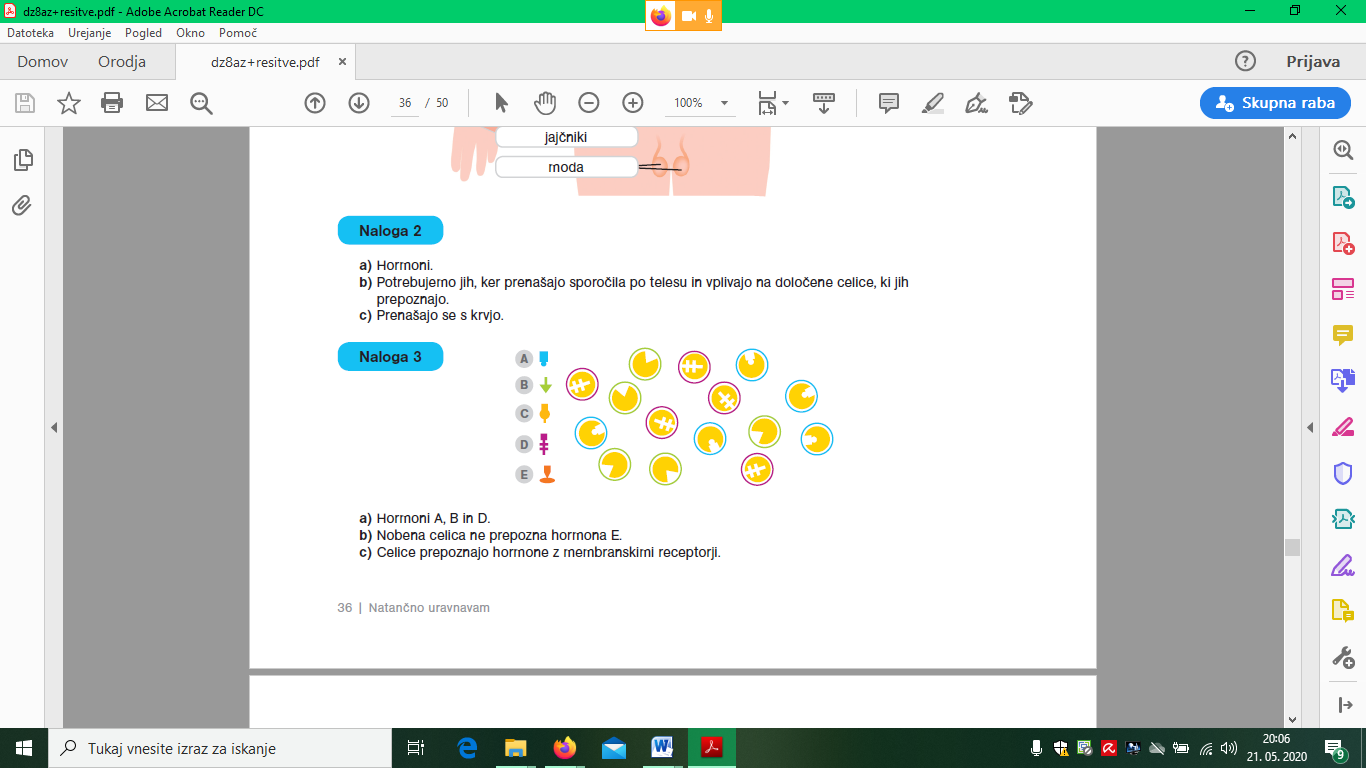 dz8az+resitve.pdf - Adobe Acrobat Reader DC
Datoteka Urejanje Pogled Okno Pomoč
Domov Orodja dz8az+resitve.pdf × ? Prijava
36 / 50 100% Skupna raba
jajčniki
moda
Naloga 2
a) Hormoni.
b) Potrebujemo jih, ker prenašajo sporočila po telesu in vplivajo na določene celice, ki jih
prepoznajo.
c) Prenašajo se s krvjo.
Naloga 3
A
B
C
D
E
a) Hormoni A, B in D.
b) Nobena celica ne prepozna hormona E.
c) Celice prepoznajo hormone z membranskimi receptorji.
36 | Natančno uravnavam
Tukaj vnesite izraz za iskanje
20:06
21. 05. 2020
9